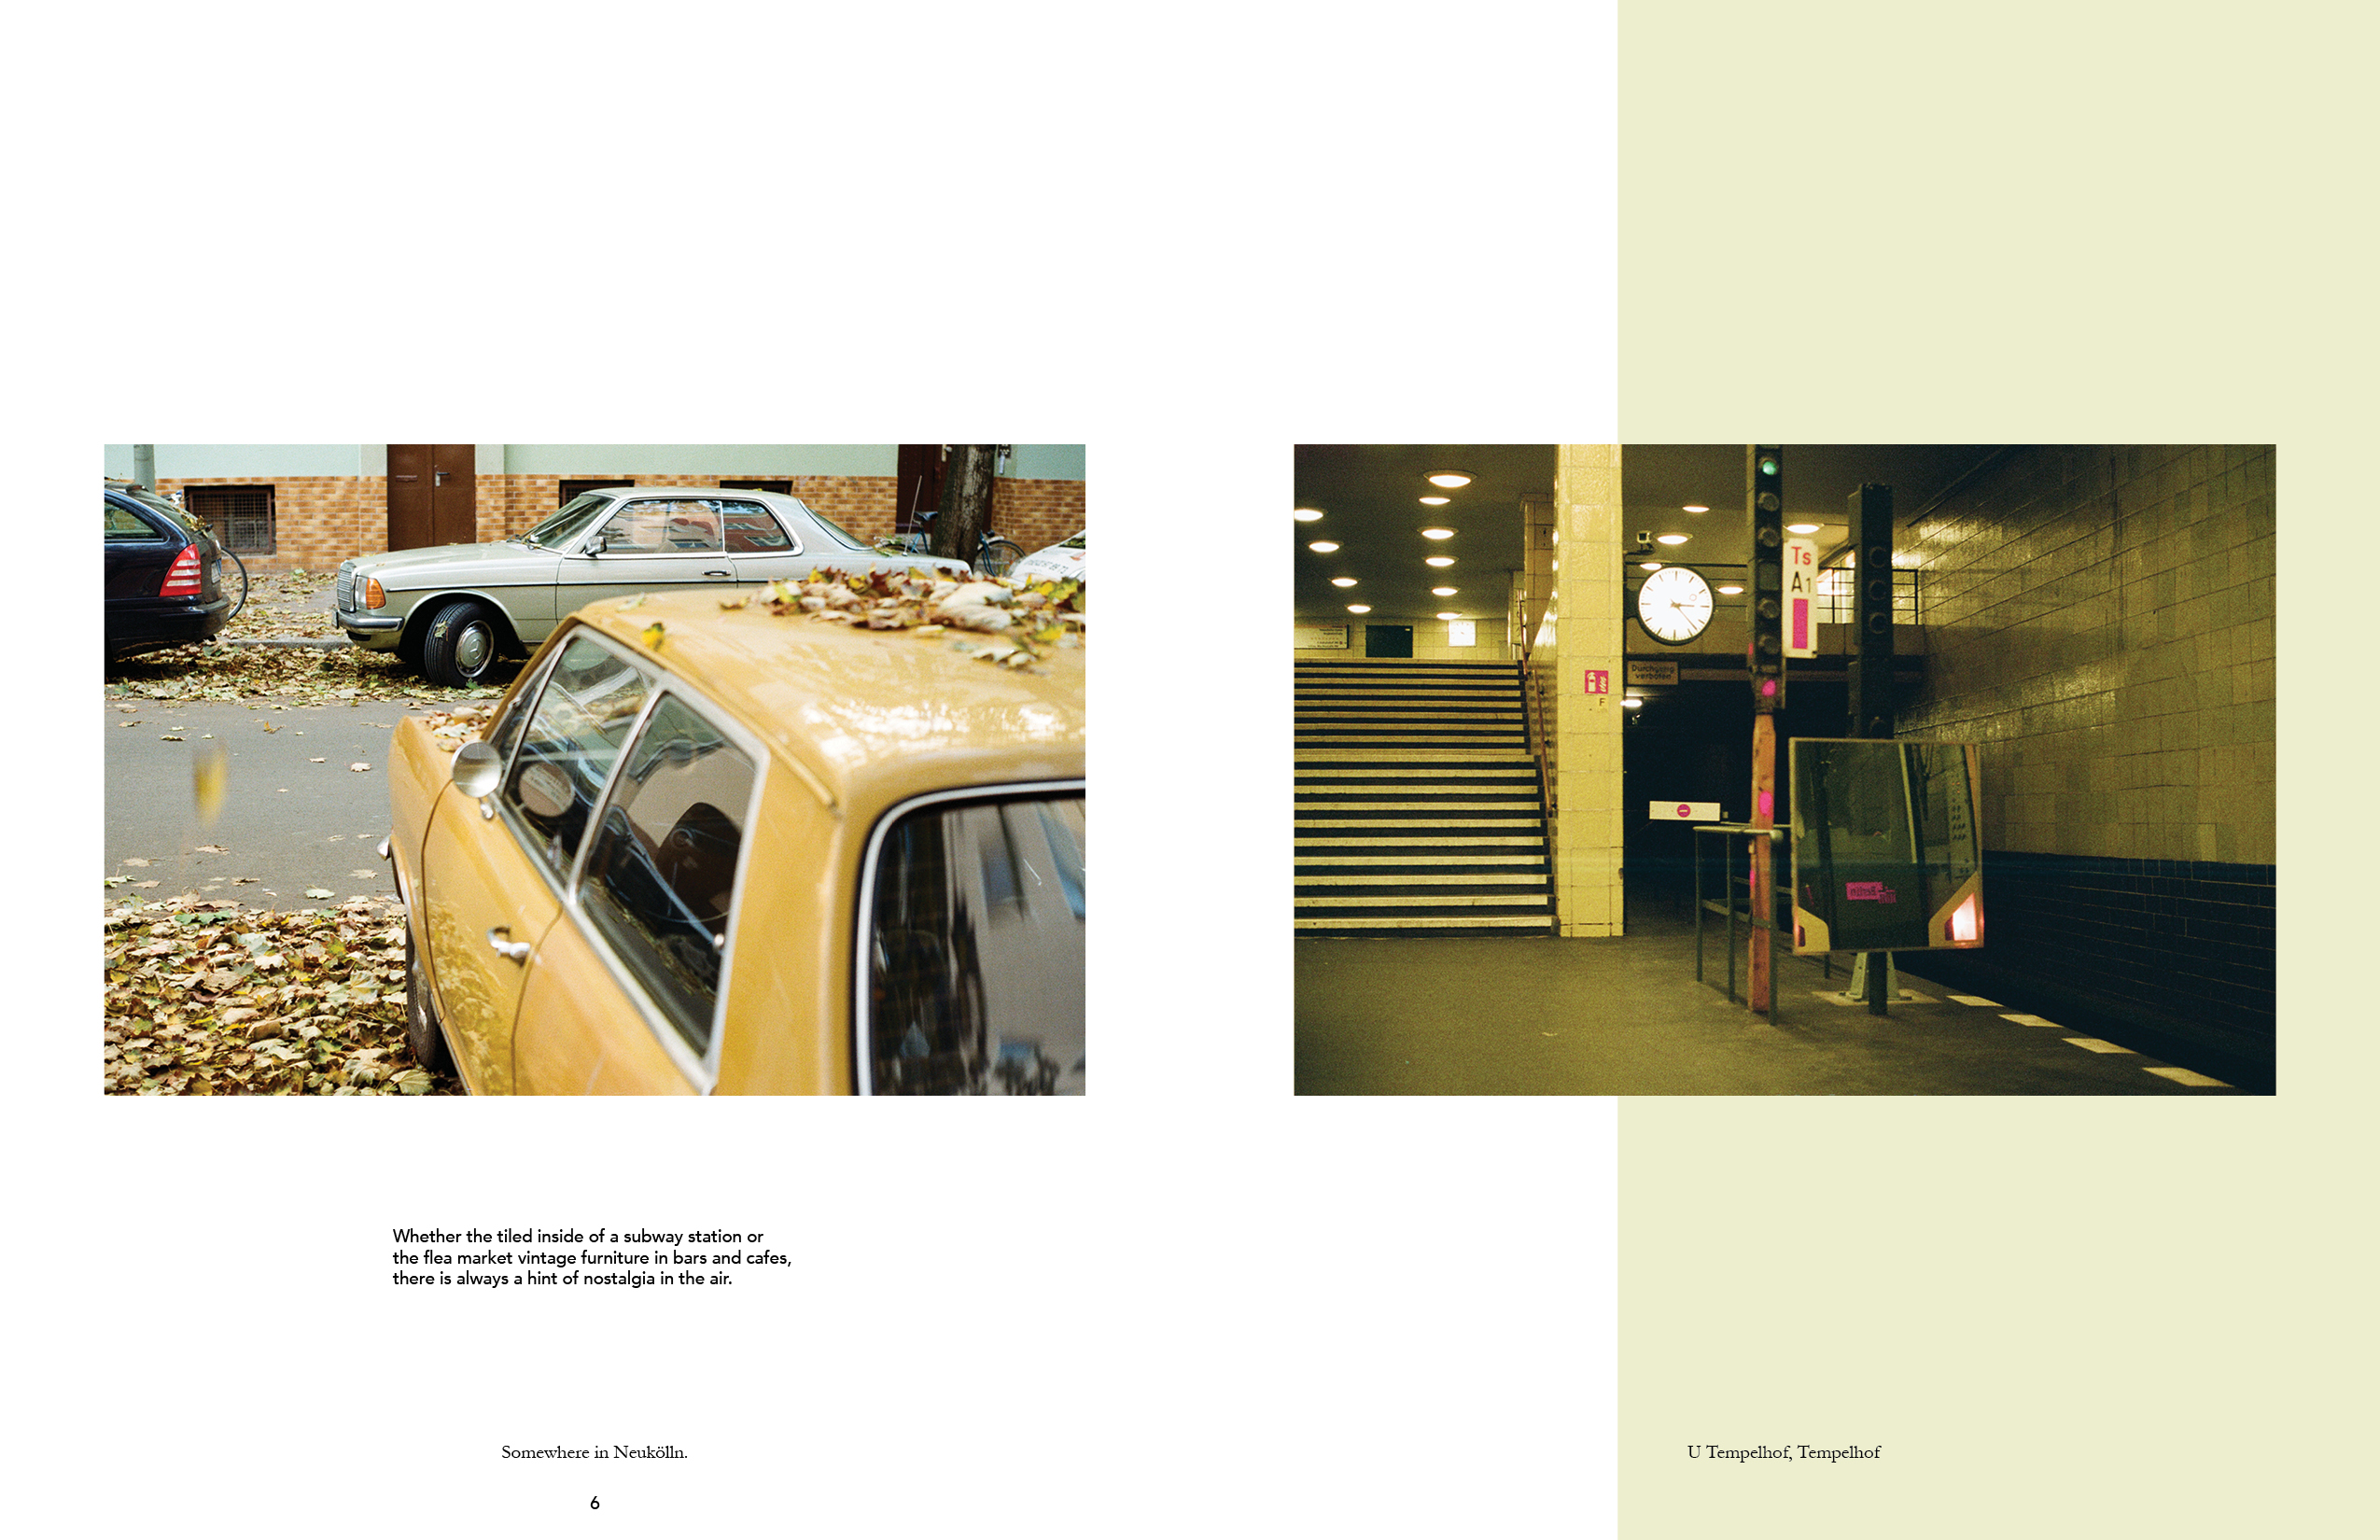 Ts
A1
Durchgang
verboten
F
Whether the tiled inside of a subway station or
the flea market vintage furniture in bars and cafes,
there is always a hint of nostalgia in the air.
Somewhere in Neukölln.
U Tempelhof, Tempelhof
6